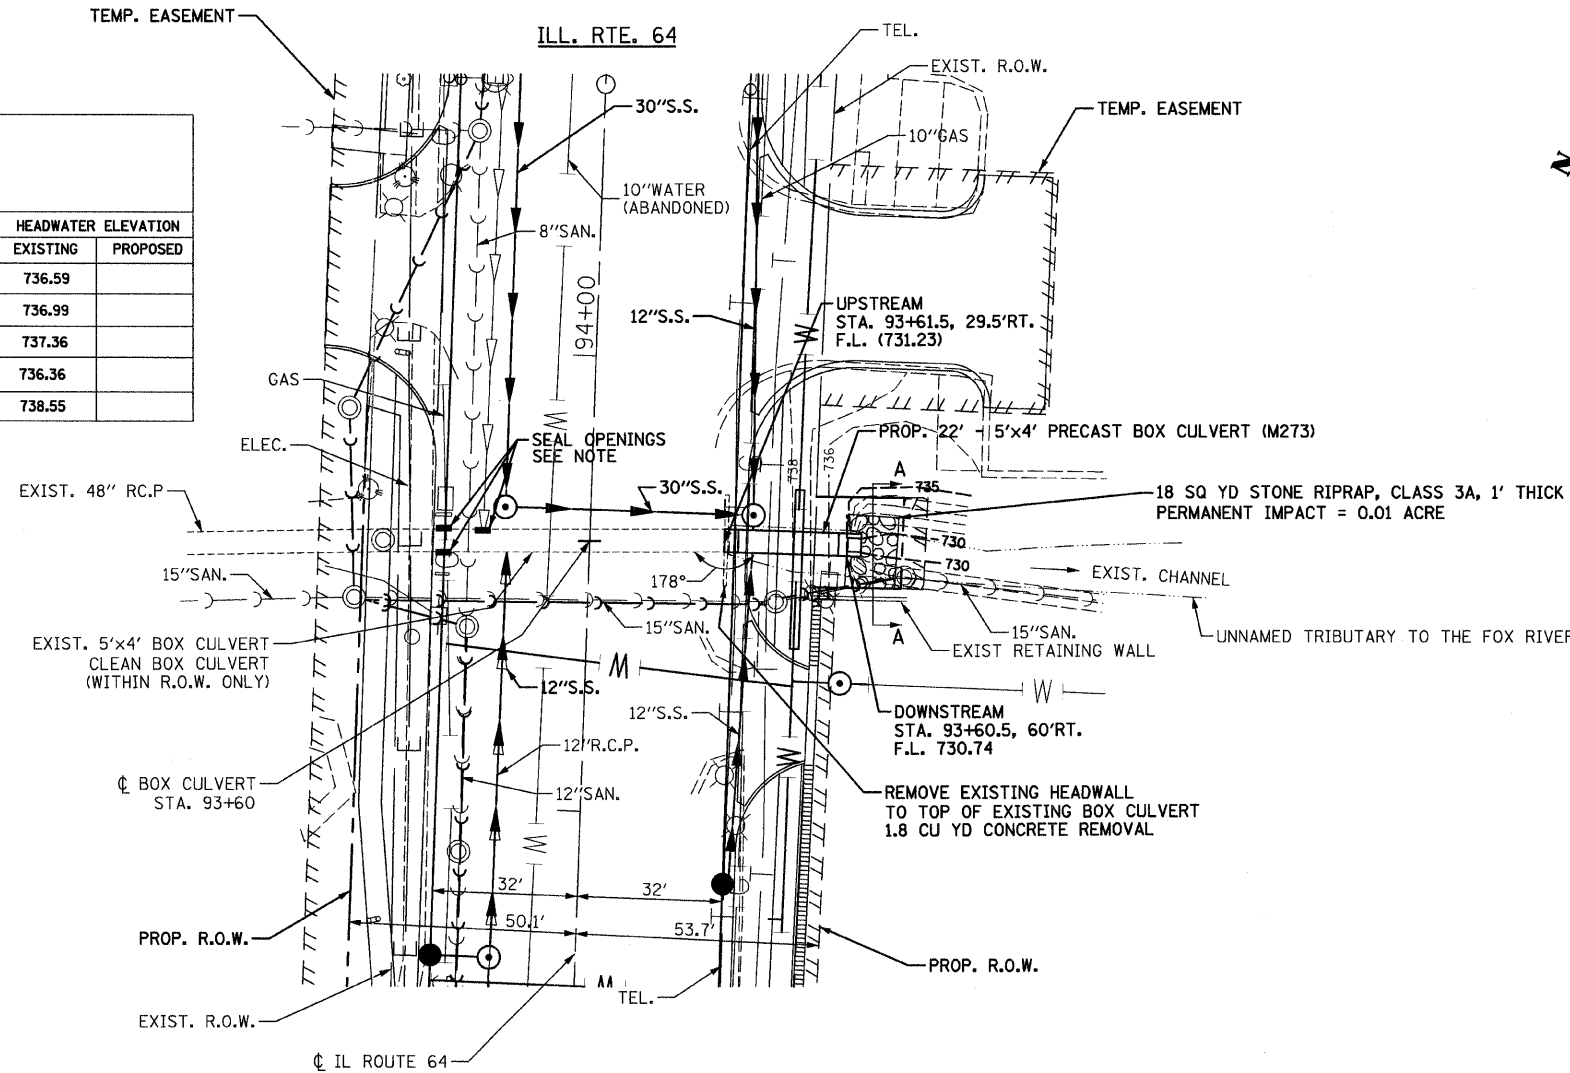 TEMP. EASEMENT
ILL. RTE. 64
TEL.
EXIST. R.O.W.
TEMP. EASEMENT
30"S.S.
10"GAS
N
10"WATER
(ABANDONED)
HEADWATER ELEVATION
EXISTING PROPOSED
736.59
736.99
737.36
736.36
738.55
8"SAN.
94+00
12"S.S.
UPSTREAM
STA. 93+61.5, 29.5'RT.
F.L. (731.23)
W
W
GAS
ELEC.
SEAL OPENINGS
SEE NOTE
PROP. 22' - 5'x4' PRECAST BOX CULVERT (M273)
738
736
A
735
EXIST. 48" RC.P
30"S.S.
18 SQ YD STONE RIPRAP, CLASS 3A, 1' THICK
PERMANENT IMPACT = 0.01 ACRE
730
730
15"SAN.
178°
EXIST. CHANNEL
EXIST. 5'x4' BOX CULVERT
CLEAN BOX CULVERT
(WITHIN R.O.W. ONLY)
15"SAN.
A
15"SAN.
EXIST RETAINING WALL
UNNAMED TRIBUTARY TO THE FOX RIVER
W
12"S.S.
W
12"S.S.
DOWNSTREAM
STA. 93+60.5, 60'RT.
F.L. 730.74
12"R.C.P.
W
℄ BOX CULVERT
STA. 93+60
12"SAN.
REMOVE EXISTING HEADWALL
TO TOP OF EXISTING BOX CULVERT
1.8 CU YD CONCRETE REMOVAL
W
32'
32'
50.1'
53.7'
PROP. R.O.W.
PROP. R.O.W.
W
TEL.
EXIST. R.O.W.
℄ IL ROUTE 64